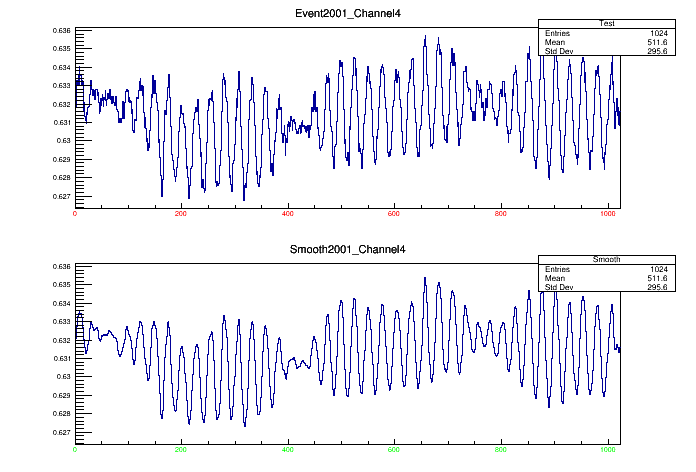 Event2001_Channel4
Test
Entries 1024
Mean 511.6
Std Dev 295.6
0.636
0.635
0.634
0.633
0.632
0.631
0.63
0.629
0.628
0.627
0 200 400 600 800 1000
Smooth2001_Channel4
Smooth
Entries 1024
Mean 511.6
Std Dev 295.6
0.636
0.635
0.634
0.633
0.632
0.631
0.63
0.629
0.628
0.627
0 200 400 600 800 1000